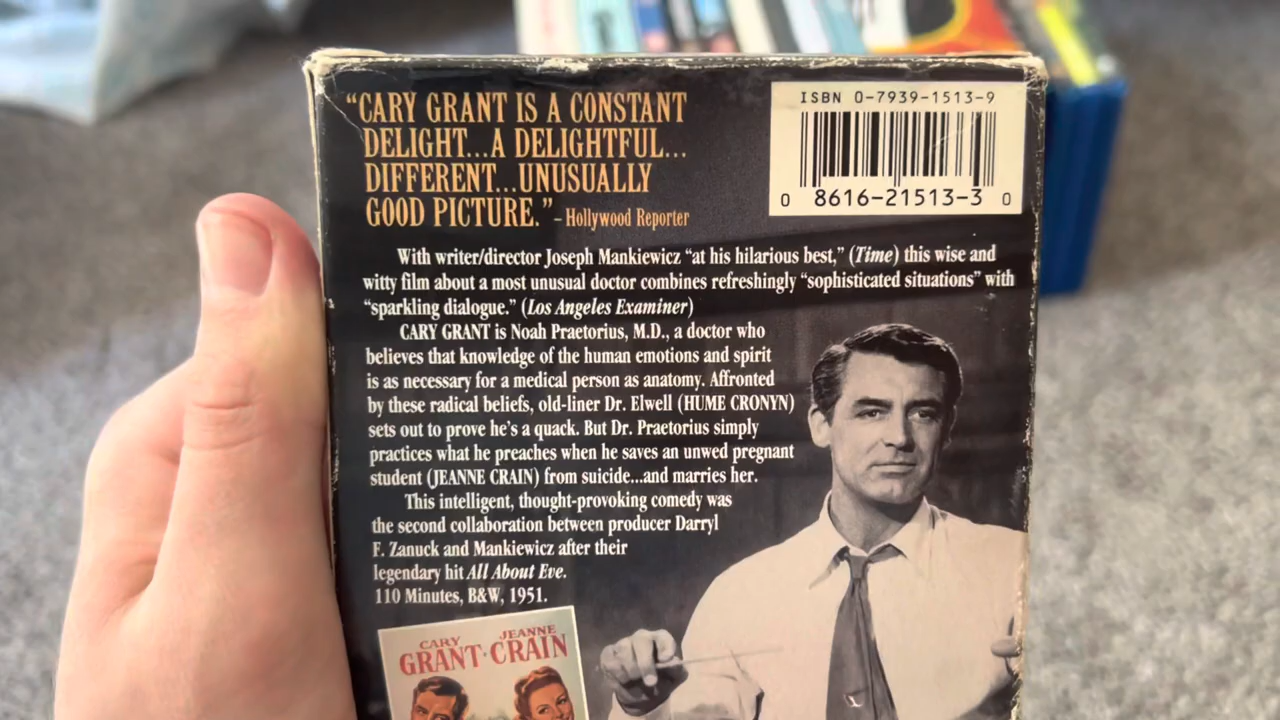 “CARY GRANT IS A CONSTANT
DELIGHT...A DELIGHTFUL...
DIFFERENT...UNUSUALLY
GOOD PICTURE.” – Hollywood Reporter
ISBN 0-7939-1513-9
0 8616-21513-3 0
With writer/director Joseph Mankiewicz “at his hilarious best,” (Time) this wise and
witty film about a most unusual doctor combines refreshingly “sophisticated situations” with
“sparkling dialogue.” (Los Angeles Examiner)
CARY GRANT is Noah Praetorius, M.D., a doctor who
believes that knowledge of the human emotions and spirit
is as necessary for a medical person as anatomy. Affronted
by these radical beliefs, old-liner Dr. Elwell (HUME CRONYN)
sets out to prove he's a quack. But Dr. Praetorius simply
practices what he preaches when he saves an unwed pregnant
student (JEANNE CRAIN) from suicide...and marries her.
This intelligent, thought-provoking comedy was
the second collaboration between producer Darryl
F. Zanuck and Mankiewicz after their
legendary hit All About Eve.
110 Minutes, B&W, 1951.
CARY JEANNE
GRANT·CRAIN